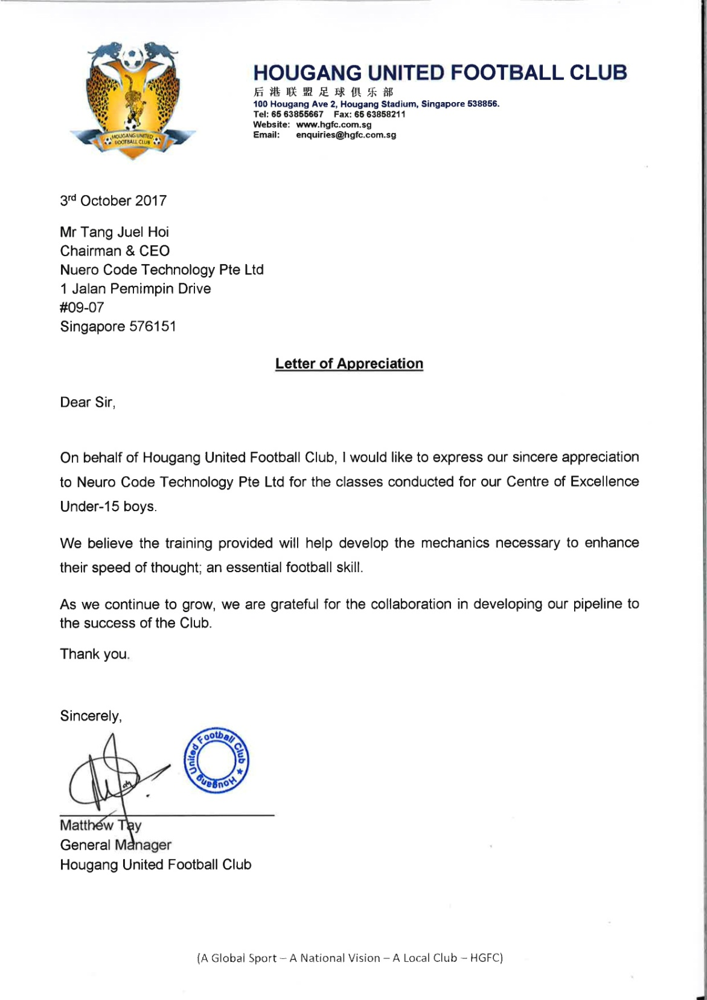 HOUGANG UNITED FOOTBALL CLUB
后港联盟足球俱乐部
100 Hougang Ave 2, Hougang Stadium, Singapore 538856.
Tel: 65 63855667 Fax: 65 63858211
Website: www.hgfc.com.sg
Email: enquiries@hgfc.com.sg
HOUGANG UNITED
FOOTBALL CLUB
3rd October 2017
Mr Tang Juel Hoi
Chairman & CEO
Nuero Code Technology Pte Ltd
1 Jalan Pemimpin Drive
#09-07
Singapore 576151
Letter of Appreciation
Dear Sir,
On behalf of Hougang United Football Club, I would like to express our sincere appreciation
to Neuro Code Technology Pte Ltd for the classes conducted for our Centre of Excellence
Under-15 boys.
We believe the training provided will help develop the mechanics necessary to enhance
their speed of thought; an essential football skill.
As we continue to grow, we are grateful for the collaboration in developing our pipeline to
the success of the Club.
Thank you.
Sincerely,
Hougang United Football Club ★
Matthew Tay
General Manager
Hougang United Football Club
(A Global Sport – A National Vision – A Local Club – HGFC)